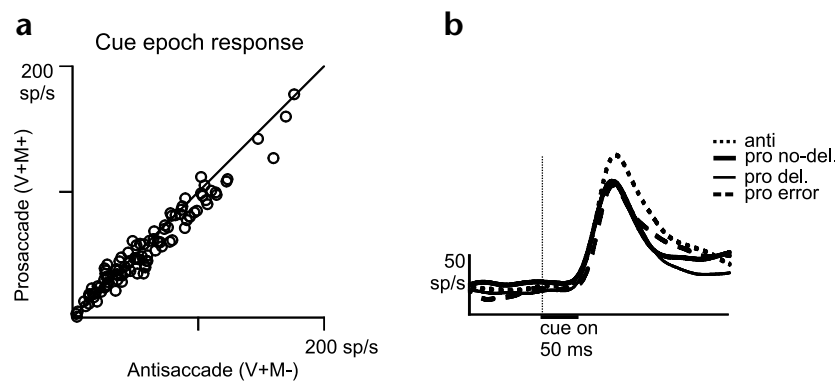 a
Cue epoch response
200
sp/s
Prosaccade (V+M+)
200 sp/s
Antisaccade (V+M-)
b
anti
pro no-del.
pro del.
pro error
50
sp/s
cue on
50 ms